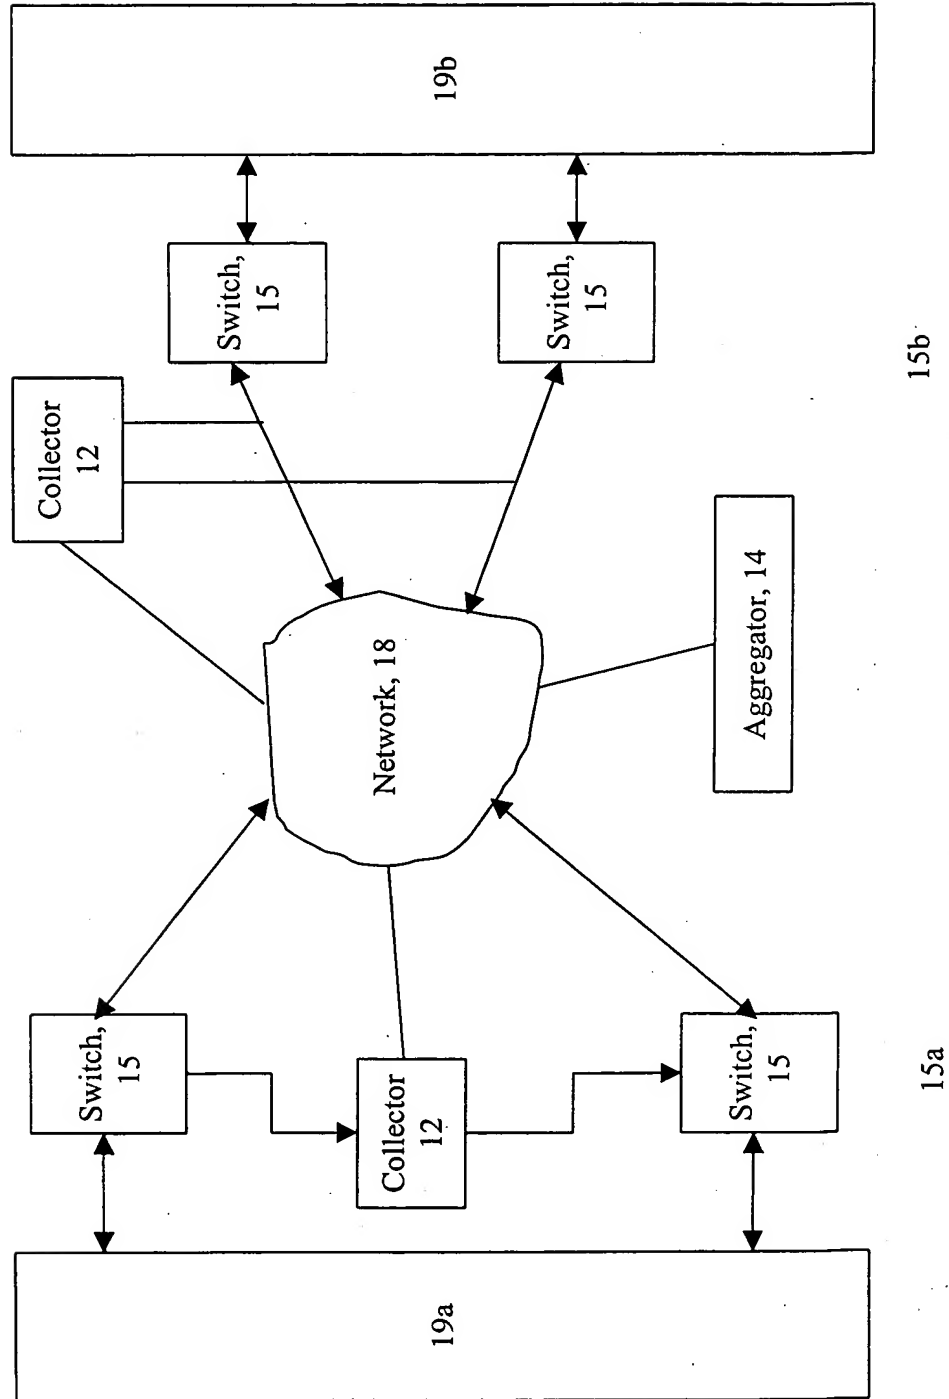 Collector
12
Switch,
15
Switch,
15
Network, 18
Collector
12
19a
19b
Switch,
15
Switch,
15
Aggregator, 14
15a
15b